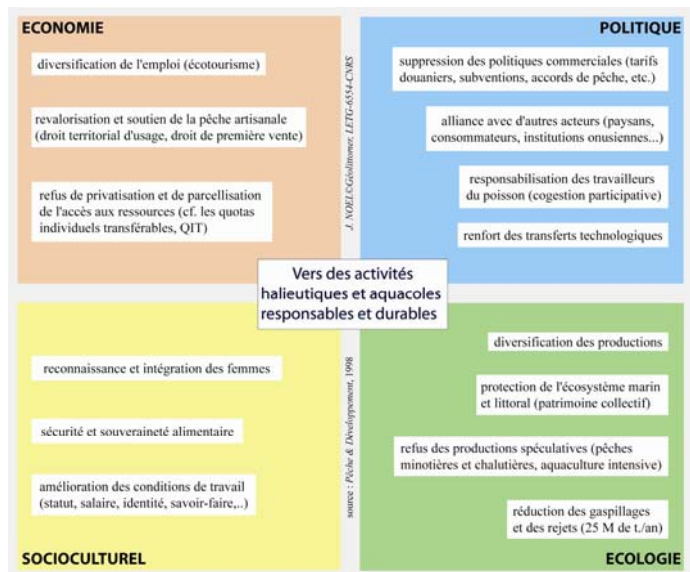 ECONOMIE
diversification de l'emploi (écotourisme)
revalorisation et soutien de la pêche artisanale
(droit territorial d'usage, droit de première vente)
refus de privatisation et de parcellisation
de l'accès aux ressources (cf. les quotas
individuels transférables, QIT)
POLITIQUE
suppression des politiques commerciales (tarifs
douaniers, subventions, accords de pêche, etc.)
alliance avec d'autres acteurs (paysans,
consommateurs, institutions onusiennes...)
responsabilisation des travailleurs
du poisson (cogestion participative)
renfort des transferts technologiques
J. NOEL©Géolittomer, LETG-6554-CNRS
Vers des activités
halieutiques et aquacoles
responsables et durables
reconnaissance et intégration des femmes
sécurité et souveraineté alimentaire
amélioration des conditions de travail
(statut, salaire, identité, savoir-faire,..)
SOCIOCULTUREL
source : Pêche & Développement, 1998
diversification des productions
protection de l'écosystème marin
et littoral (patrimoine collectif)
refus des productions spéculatives (pêches
minotières et chalutières, aquaculture intensive)
réduction des gaspillages
et des rejets (25 M de t./an)
ECOLOGIE